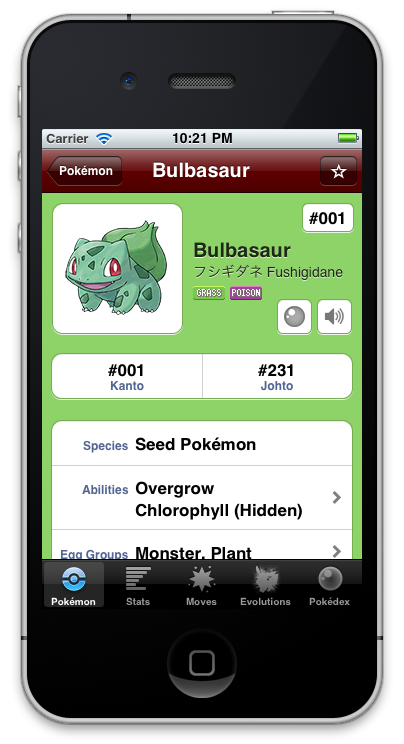 Carrier 10:21 PM
Pokémon Bulbasaur
#001
Bulbasaur
フシギダネ Fushigidane
GRASS POISON
#001 #231
Kanto Johto
Species Seed Pokémon
Abilities Overgrow
Chlorophyll (Hidden)
Egg Groups Monster, Plant
Pokémon Stats Moves Evolutions Pokédex